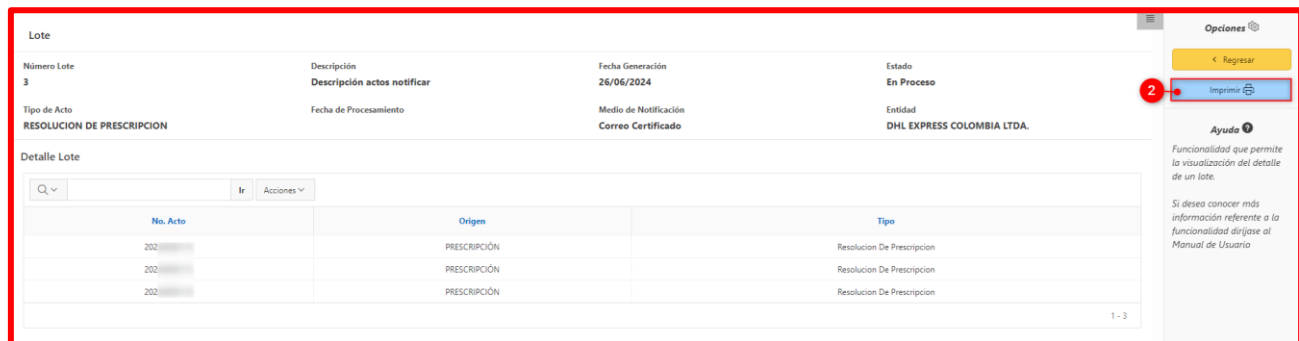 Lote
Número Lote
3
Descripción
Descripción actos notificar
Fecha Generación
26/06/2024
Estado
En Proceso
Tipo de Acto
RESOLUCION DE PRESCRIPCION
Fecha de Procesamiento
Medio de Notificación
Correo Certificado
Entidad
DHL EXPRESS COLOMBIA LTDA.
Detalle Lote
Ir Acciones
No. Acto Origen Tipo
202 PRESCRIPCIÓN Resolucion De Prescripcion
202 PRESCRIPCIÓN Resolucion De Prescripcion
202 PRESCRIPCIÓN Resolucion De Prescripcion
1 - 3
Opciones
Regresar
2
Imprimir
Ayuda
Funcionalidad que permite
la visualización del detalle
de un lote.
Si desea conocer más
información referente a la
funcionalidad diríjase al
Manual de Usuario